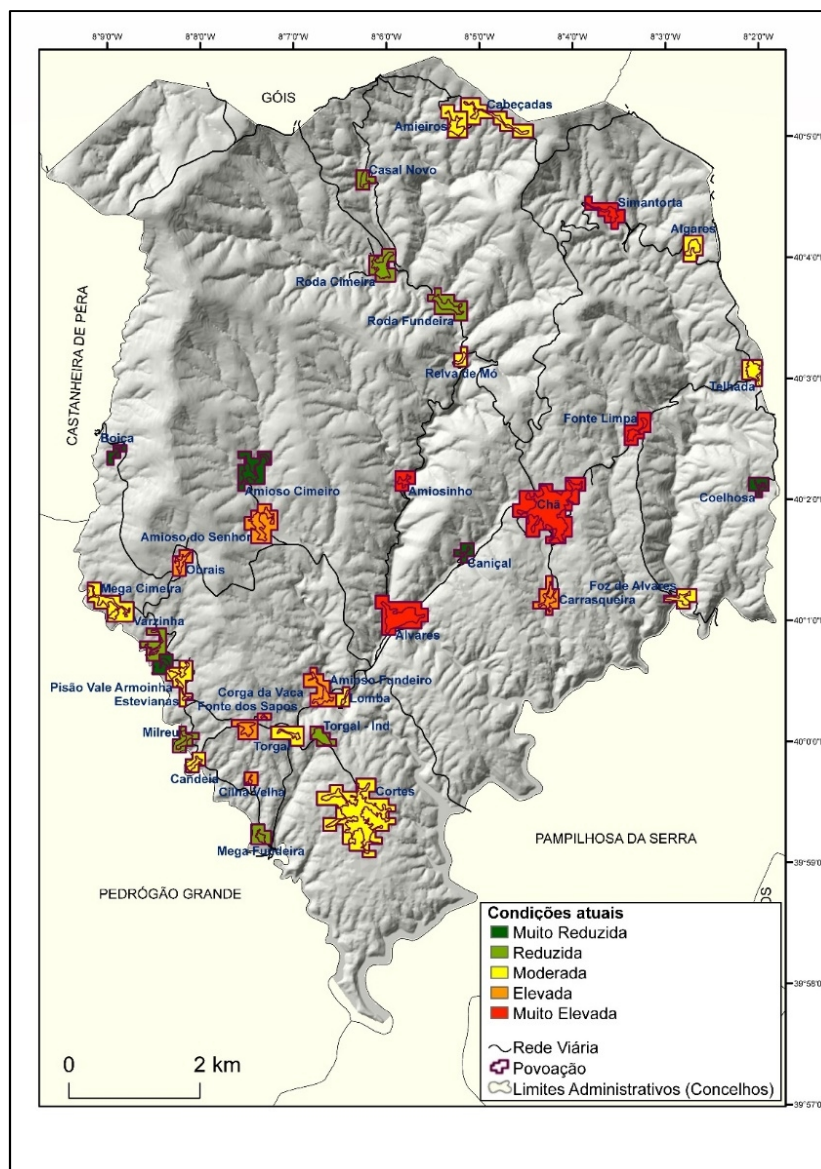 8°9'0"W 8°8'0"W 8°7'0"W 8°6'0"W 8°5'0"W 8°4'0"W 8°3'0"W 8°2'0"W
GÓIS
Cabeçadas
Amieiros
40°5'0"
Casal Novo
Simantorta
Algares
40°4'0"
Roda Cimeira
Roda Fundeira
CASTANHEIRA DE PÊRA
Relva de Mó
40°3'0"
Telhada
Fonte Limpa
Boiça
Amioso Cimeiro
Amiosinho
Coelhosa
40°2'0"
Chã
Amioso do Senhor
Caniçal
Obrais
Mega Cimeira
Foz de Alvares
Carrasqueira
Varzinha
Alvares
40°1'0"
Pisão Vale Armoinha
Amioso Fundeiro
Corga da Vaca
Estevianas
Lomba
Fonte dos Sapos
Milreu
Torgal - Ind
Torgal
40°0'0"
Candeia
Cilha Velha
Cortes
Mega Fundeira
PAMPILHOSA DA SERRA
39°59'0
PEDRÓGÃO GRANDE
OS
Condições atuais
Muito Reduzida
Reduzida
Moderada
Elevada
Muito Elevada
39°58'0
Rede Viária
Povoação
Limites Administrativos (Concelhos)
0 2 km
39°57'0